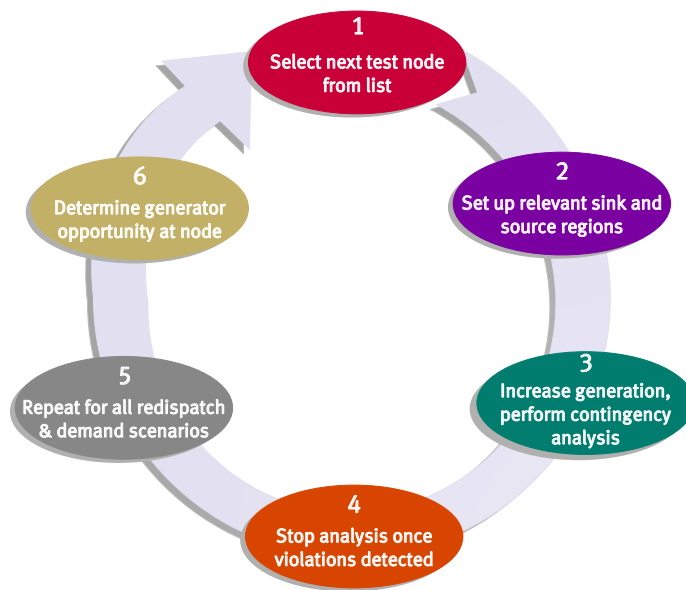 1
Select next test node
from list
2
Set up relevant sink and
source regions
3
Increase generation,
perform contingency
analysis
4
Stop analysis once
violations detected
5
Repeat for all redispatch
& demand scenarios
6
Determine generator
opportunity at node